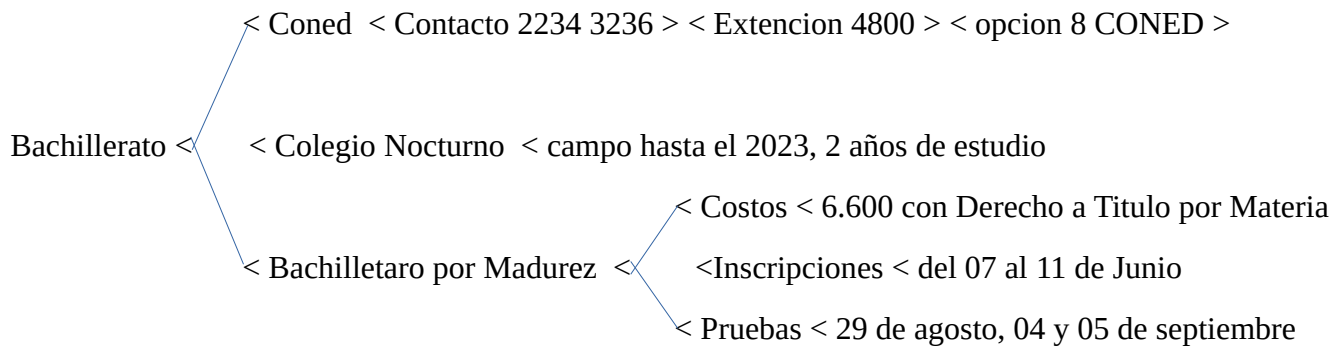 < Coned < Contacto 2234 3236 > < Extencion 4800 > < opcion 8 CONED >
Bachillerato < < Colegio Nocturno < campo hasta el 2023, 2 años de estudio
< Costos < 6.600 con Derecho a Titulo por Materia
< Bachilletaro por Madurez < <Inscripciones < del 07 al 11 de Junio
< Pruebas < 29 de agosto, 04 y 05 de septiembre